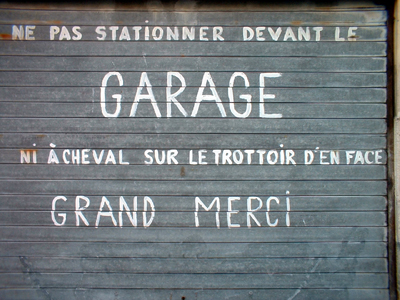 NE PAS STATIONNER DEVANT LE
GARAGE
Ni À CHEVAL SUR LE TROTTOIR D'EN FACE
GRAND MERCi